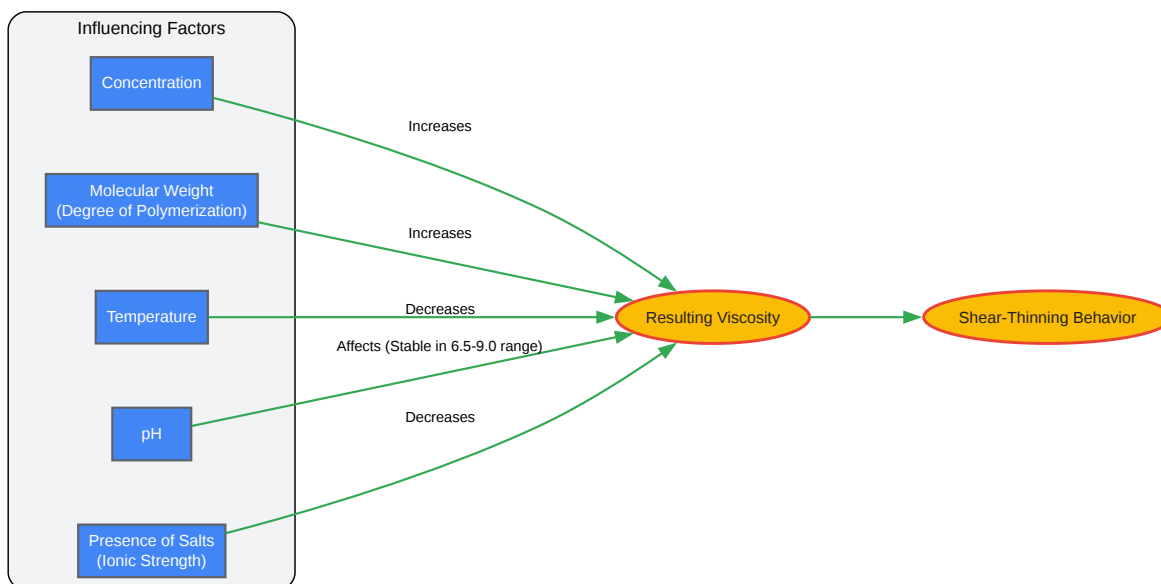 Influencing Factors
Concentration
Increases
Molecular Weight
(Degree of Polymerization)
Increases
Temperature
Decreases
Resulting Viscosity
Shear-Thinning Behavior
Affects (Stable in 6.5-9.0 range)
pH
Decreases
Presence of Salts
(Ionic Strength)